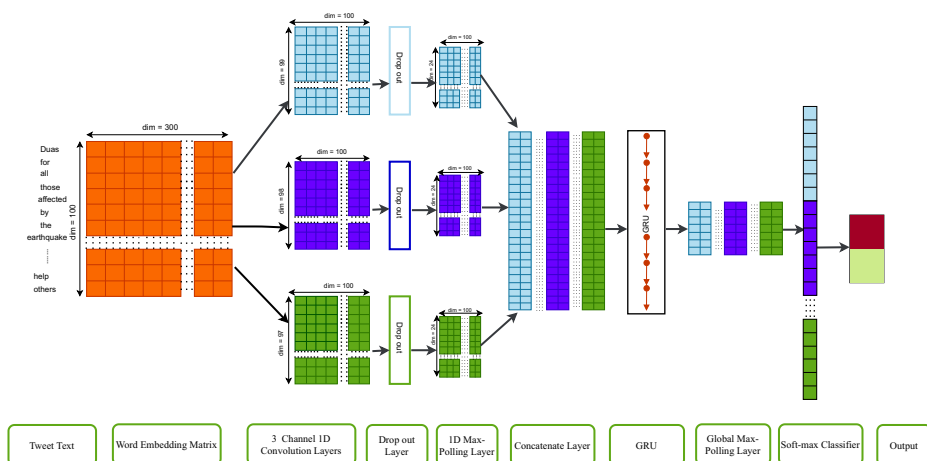 dim = 100
dim = 99
Drop out
dim = 100
dim = 24
dim = 300
dim = 100
Duas
for
all
those
affected
by
the
earthquake
......
help
others
dim = 100
dim = 98
Drop out
dim = 100
dim = 24
dim = 100
dim = 97
Drop out
dim = 100
dim = 24
GRU
Tweet Text
Word Embedding Matrix
3 Channel 1D
Convolution Layers
Drop out
Layer
1D Max-
Polling Layer
Concatenate Layer
GRU
Global Max-
Polling Layer
Soft-max Classifier
Output